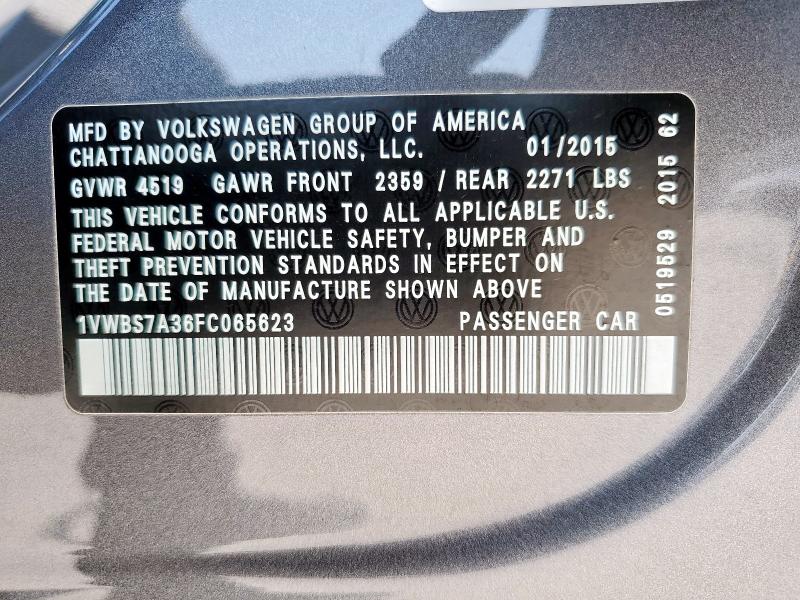 MFD BY VOLKSWAGEN GROUP OF AMERICA
CHATTANOOGA OPERATIONS, LLC. 01/2015
GVWR 4519 GAWR FRONT 2359 / REAR 2271 LBS
THIS VEHICLE CONFORMS TO ALL APPLICABLE U.S.
FEDERAL MOTOR VEHICLE SAFETY, BUMPER AND
THEFT PREVENTION STANDARDS IN EFFECT ON
THE DATE OF MANUFACTURE SHOWN ABOVE
1VWBS7A36FC065623 PASSENGER CAR
0519529 2015 62